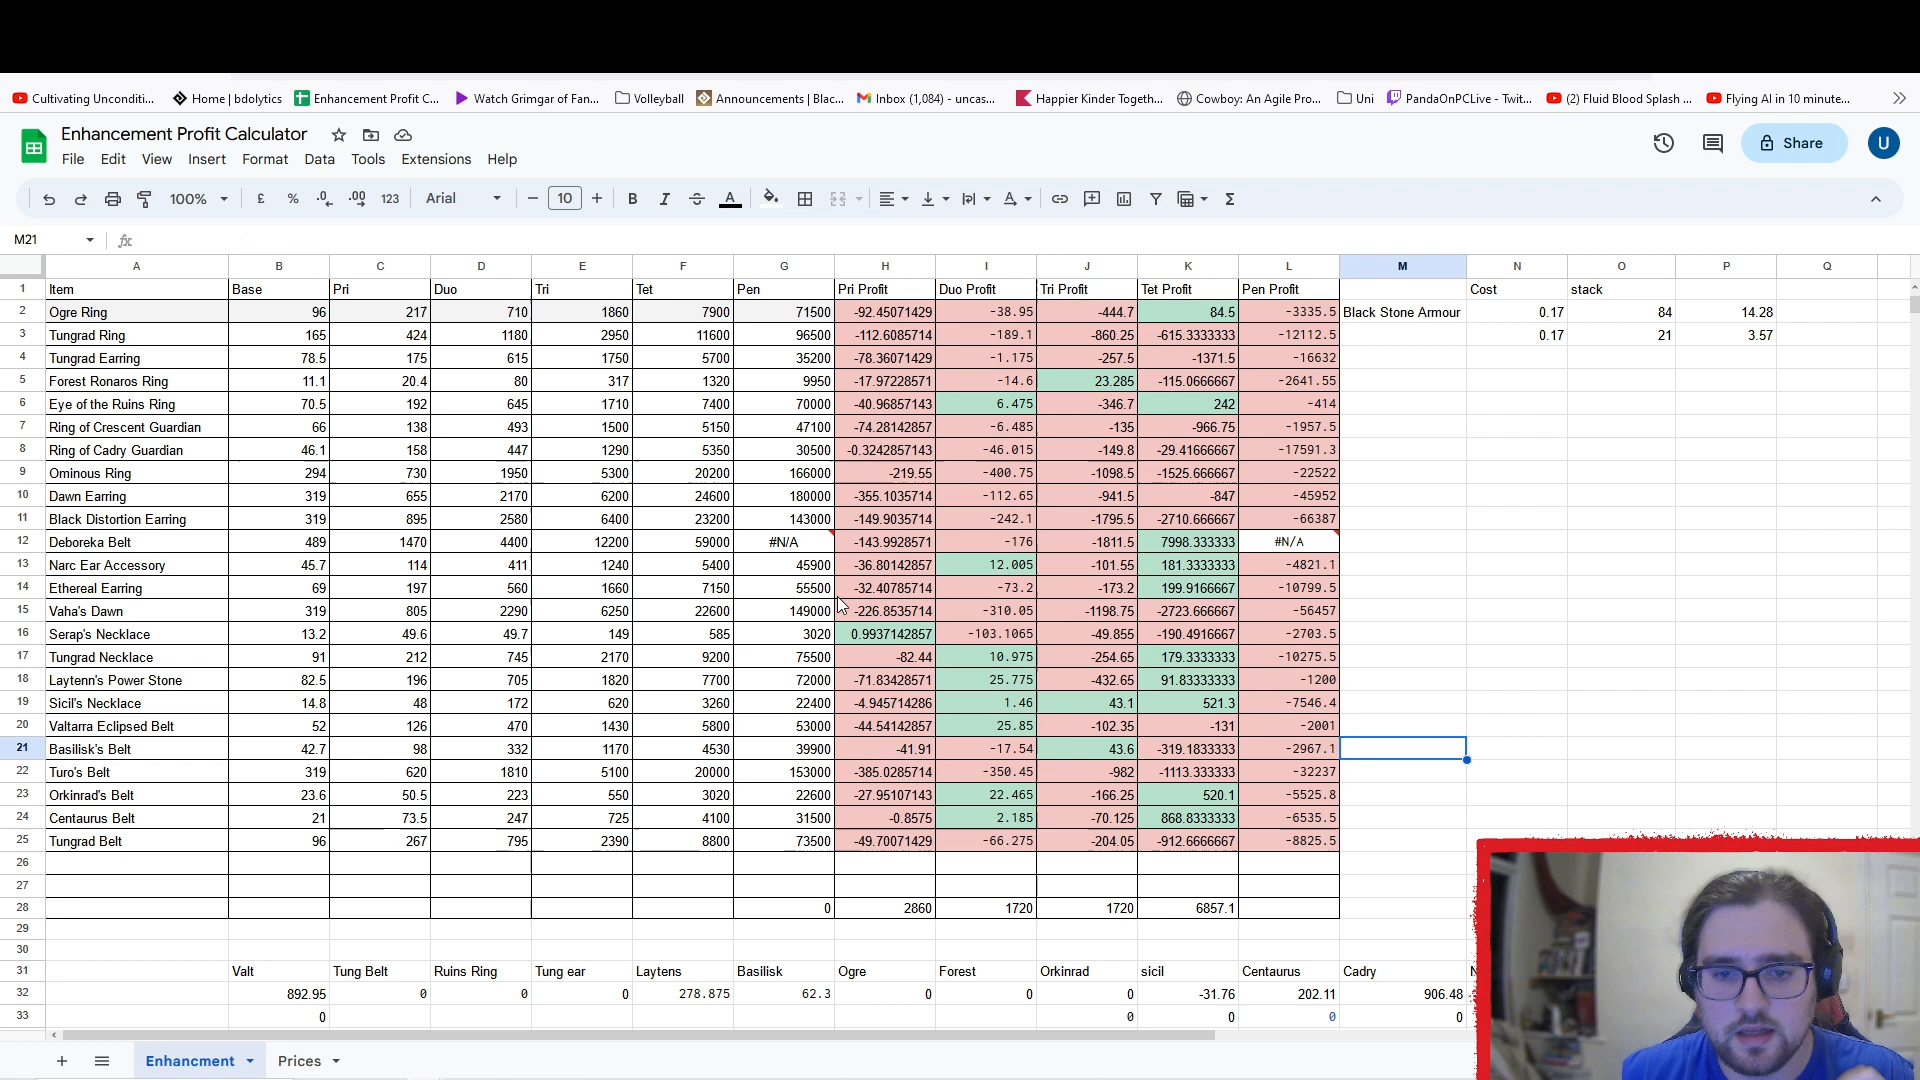 Cultivating Unconditi... Home | bdolytics Enhancement Profit C... Watch Grimgar of Fan... Volleyball Announcements | Blac... Inbox (1,084) - uncas... Happier Kinder Togeth... Cowboy: An Agile Pro... Uni PandaOnPCLive - Twit... (2) Fluid Blood Splash ... Flying AI in 10 minute...
Enhancement Profit Calculator
File Edit View Insert Format Data Tools Extensions Help
Share U
100% £ % .0 .00 123 Arial 10 B I A
M21 fx
A B C D E F G H I J K L M N O P Q
1 Item Base Pri Duo Tri Tet Pen Pri Profit Duo Profit Tri Profit Tet Profit Pen Profit Cost stack
2 Ogre Ring 96 217 710 1860 7900 71500 -92.45071429 -38.95 -444.7 84.5 -3335.5 Black Stone Armour 0.17 84 14.28
3 Tungrad Ring 165 424 1180 2950 11600 96500 -112.6085714 -189.1 -860.25 -615.3333333 -12112.5 0.17 21 3.57
4 Tungrad Earring 78.5 175 615 1750 5700 35200 -78.36071429 -1.175 -257.5 -1371.5 -16632
5 Forest Ronaros Ring 11.1 20.4 80 317 1320 9950 -17.97228571 -14.6 23.285 -115.0666667 -2641.55
6 Eye of the Ruins Ring 70.5 192 645 1710 7400 70000 -40.96857143 6.475 -346.7 242 -414
7 Ring of Crescent Guardian 66 138 493 1500 5150 47100 -74.28142857 -6.485 -135 -966.75 -1957.5
8 Ring of Cadry Guardian 46.1 158 447 1290 5350 30500 -0.3242857143 -46.015 -149.8 -29.41666667 -17591.3
9 Ominous Ring 294 730 1950 5300 20200 166000 -219.55 -400.75 -1098.5 -1525.666667 -22522
10 Dawn Earring 319 655 2170 6200 24600 180000 -355.1035714 -112.65 -941.5 -847 -45952
11 Black Distortion Earring 319 895 2580 6400 23200 143000 -149.9035714 -242.1 -1795.5 -2710.666667 -66387
12 Deboreka Belt 489 1470 4400 12200 59000 #N/A -143.9928571 -176 -1811.5 7998.333333 #N/A
13 Narc Ear Accessory 45.7 114 411 1240 5400 45900 -36.80142857 12.005 -101.55 181.3333333 -4821.1
14 Ethereal Earring 69 197 560 1660 7150 55500 -32.40785714 -73.2 -173.2 199.9166667 -10799.5
15 Vaha's Dawn 319 805 2290 6250 22600 149000 -226.8535714 -310.05 -1198.75 -2723.666667 -56457
16 Serap's Necklace 13.2 49.6 49.7 149 585 3020 0.9937142857 -103.1065 -49.855 -190.4916667 -2703.5
17 Tungrad Necklace 91 212 745 2170 9200 75500 -82.44 10.975 -254.65 179.3333333 -10275.5
18 Laytenn's Power Stone 82.5 196 705 1820 7700 72000 -71.83428571 25.775 -432.65 91.83333333 -1200
19 Sicil's Necklace 14.8 48 172 620 3260 22400 -4.945714286 1.46 43.1 521.3 -7546.4
20 Valtarra Eclipsed Belt 52 126 470 1430 5800 53000 -44.54142857 25.85 -102.35 -131 -2001
21 Basilisk's Belt 42.7 98 332 1170 4530 39900 -41.91 -17.54 43.6 -319.1833333 -2967.1
22 Turo's Belt 319 620 1810 5100 20000 153000 -385.0285714 -350.45 -982 -1113.333333 -32237
23 Orkinrad's Belt 23.6 50.5 223 550 3020 22600 -27.95107143 22.465 -166.25 520.1 -5525.8
24 Centaurus Belt 21 73.5 247 725 4100 31500 -0.8575 2.185 -70.125 868.8333333 -6535.5
25 Tungrad Belt 96 267 795 2390 8800 73500 -49.70071429 -66.275 -204.05 -912.6666667 -8825.5
26
27
28 0 2860 1720 1720 6857.1
29
30
31 Valt Tung Belt Ruins Ring Tung ear Laytens Basilisk Ogre Forest Orkinrad sicil Centaurus Cadry
32 892.95 0 0 0 278.875 62.3 0 0 0 -31.76 202.11 906.48
33 0 0 0 0 0
Enhancment Prices